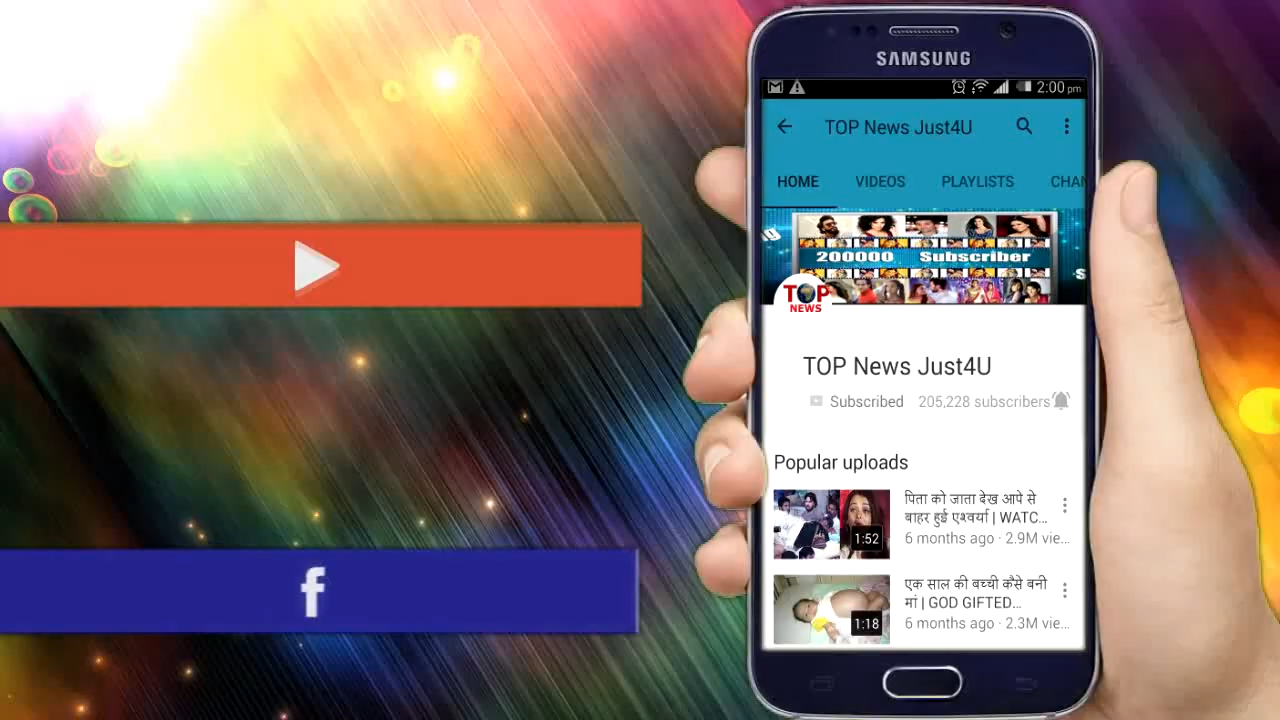 SAMSUNG
2:00 pm
TOP News Just4U
HOME VIDEOS PLAYLISTS CHAN
200000 Subscriber
TOP
NEWS
TOP News Just4U
Subscribed 205,228 subscribers
Popular uploads
पिता को जाता देख आपे से
बाहर हुई एश्वर्या | WATC...
6 months ago · 2.9M vie...
1:52
एक साल की बच्ची कैसे बनी
मां | GOD GIFTED...
6 months ago · 2.3M vie...
1:18
f